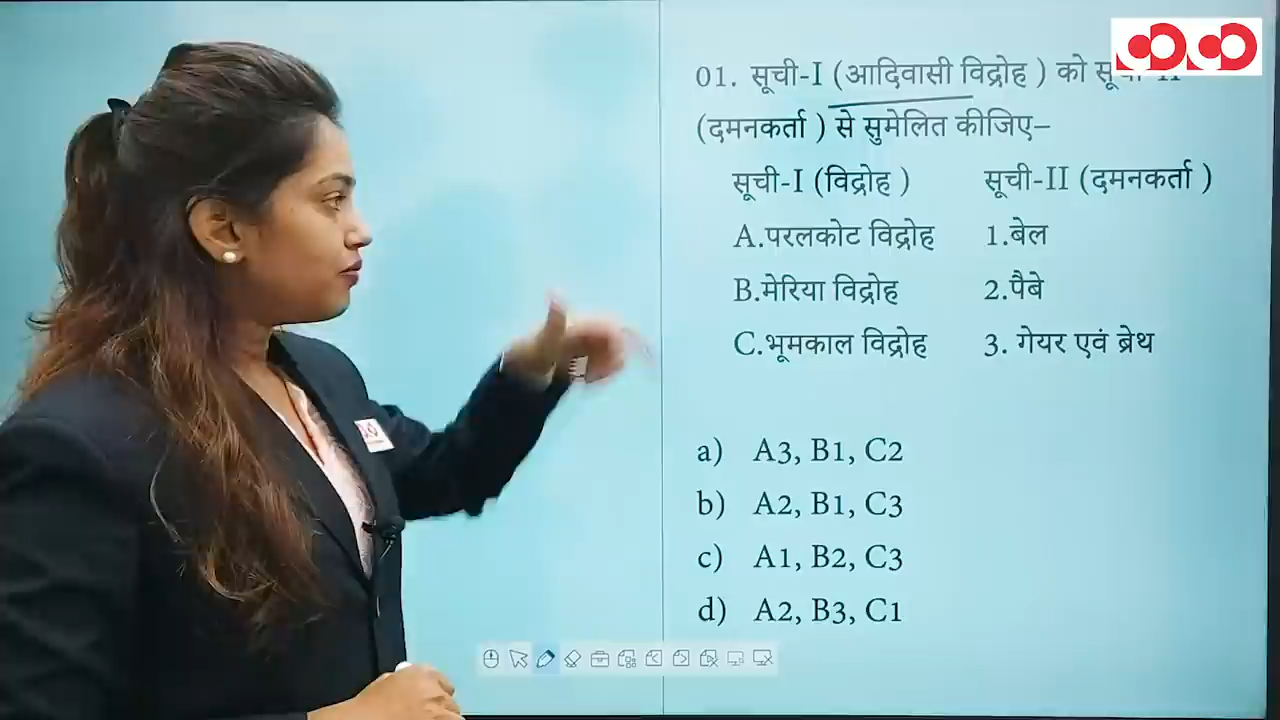 01. सूची-I (आदिवासी विद्रोह ) को
(दमनकर्ता ) से सुमेलित कीजिए–
सूची-I (विद्रोह ) सूची-II (दमनकर्ता )
A.परलकोट विद्रोह 1.बेल
B.मेरिया विद्रोह 2.पैबे
C.भूमकाल विद्रोह 3. गेयर एवं ब्रेथ
a) A3, B1, C2
b) A2, B1, C3
c) A1, B2, C3
d) A2, B3, C1